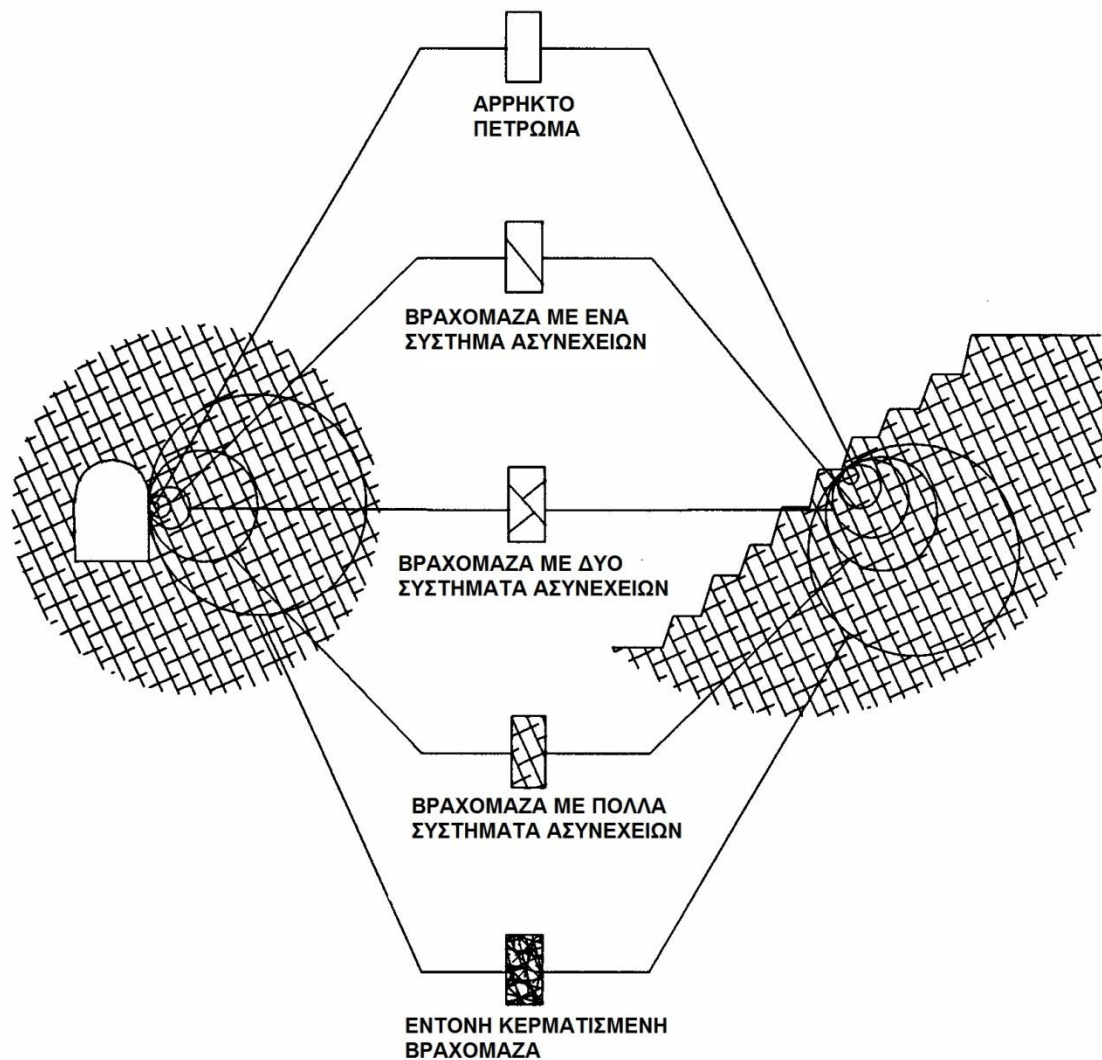 ΑΡΡΗΚΤΟ
ΠΕΤΡΩΜΑ
ΒΡΑΧΟΜΑΖΑ ΜΕ ΕΝΑ
ΣΥΣΤΗΜΑ ΑΣΥΝΕΧΕΙΩΝ
ΒΡΑΧΟΜΑΖΑ ΜΕ ΔΥΟ
ΣΥΣΤΗΜΑΤΑ ΑΣΥΝΕΧΕΙΩΝ
ΒΡΑΧΟΜΑΖΑ ΜΕ ΠΟΛΛΑ
ΣΥΣΤΗΜΑΤΑ ΑΣΥΝΕΧΕΙΩΝ
ΕΝΤΟΝΗ ΚΕΡΜΑΤΙΣΜΕΝΗ
ΒΡΑΧΟΜΑΖΑ